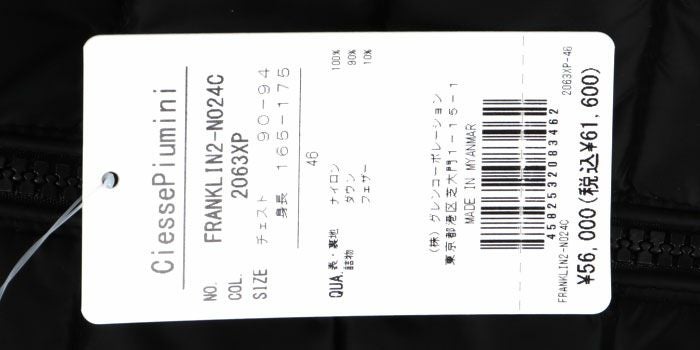 CiessePiumini
NO. FRANKLIN2-N024C
COL. 2063XP
SIZE チェスト 90-94
身長 165-175
46
QUA. 表・裏地 ナイロン 100%
詰物 ダウン 90%
フェザー 10%
(株)グレンコーポレーション
東京都港区芝大門1-15-1
MADE IN MYANMAR
4582532083462
FRANKLIN2-N024C 2063XP-46
¥56,000(税込¥61,600)